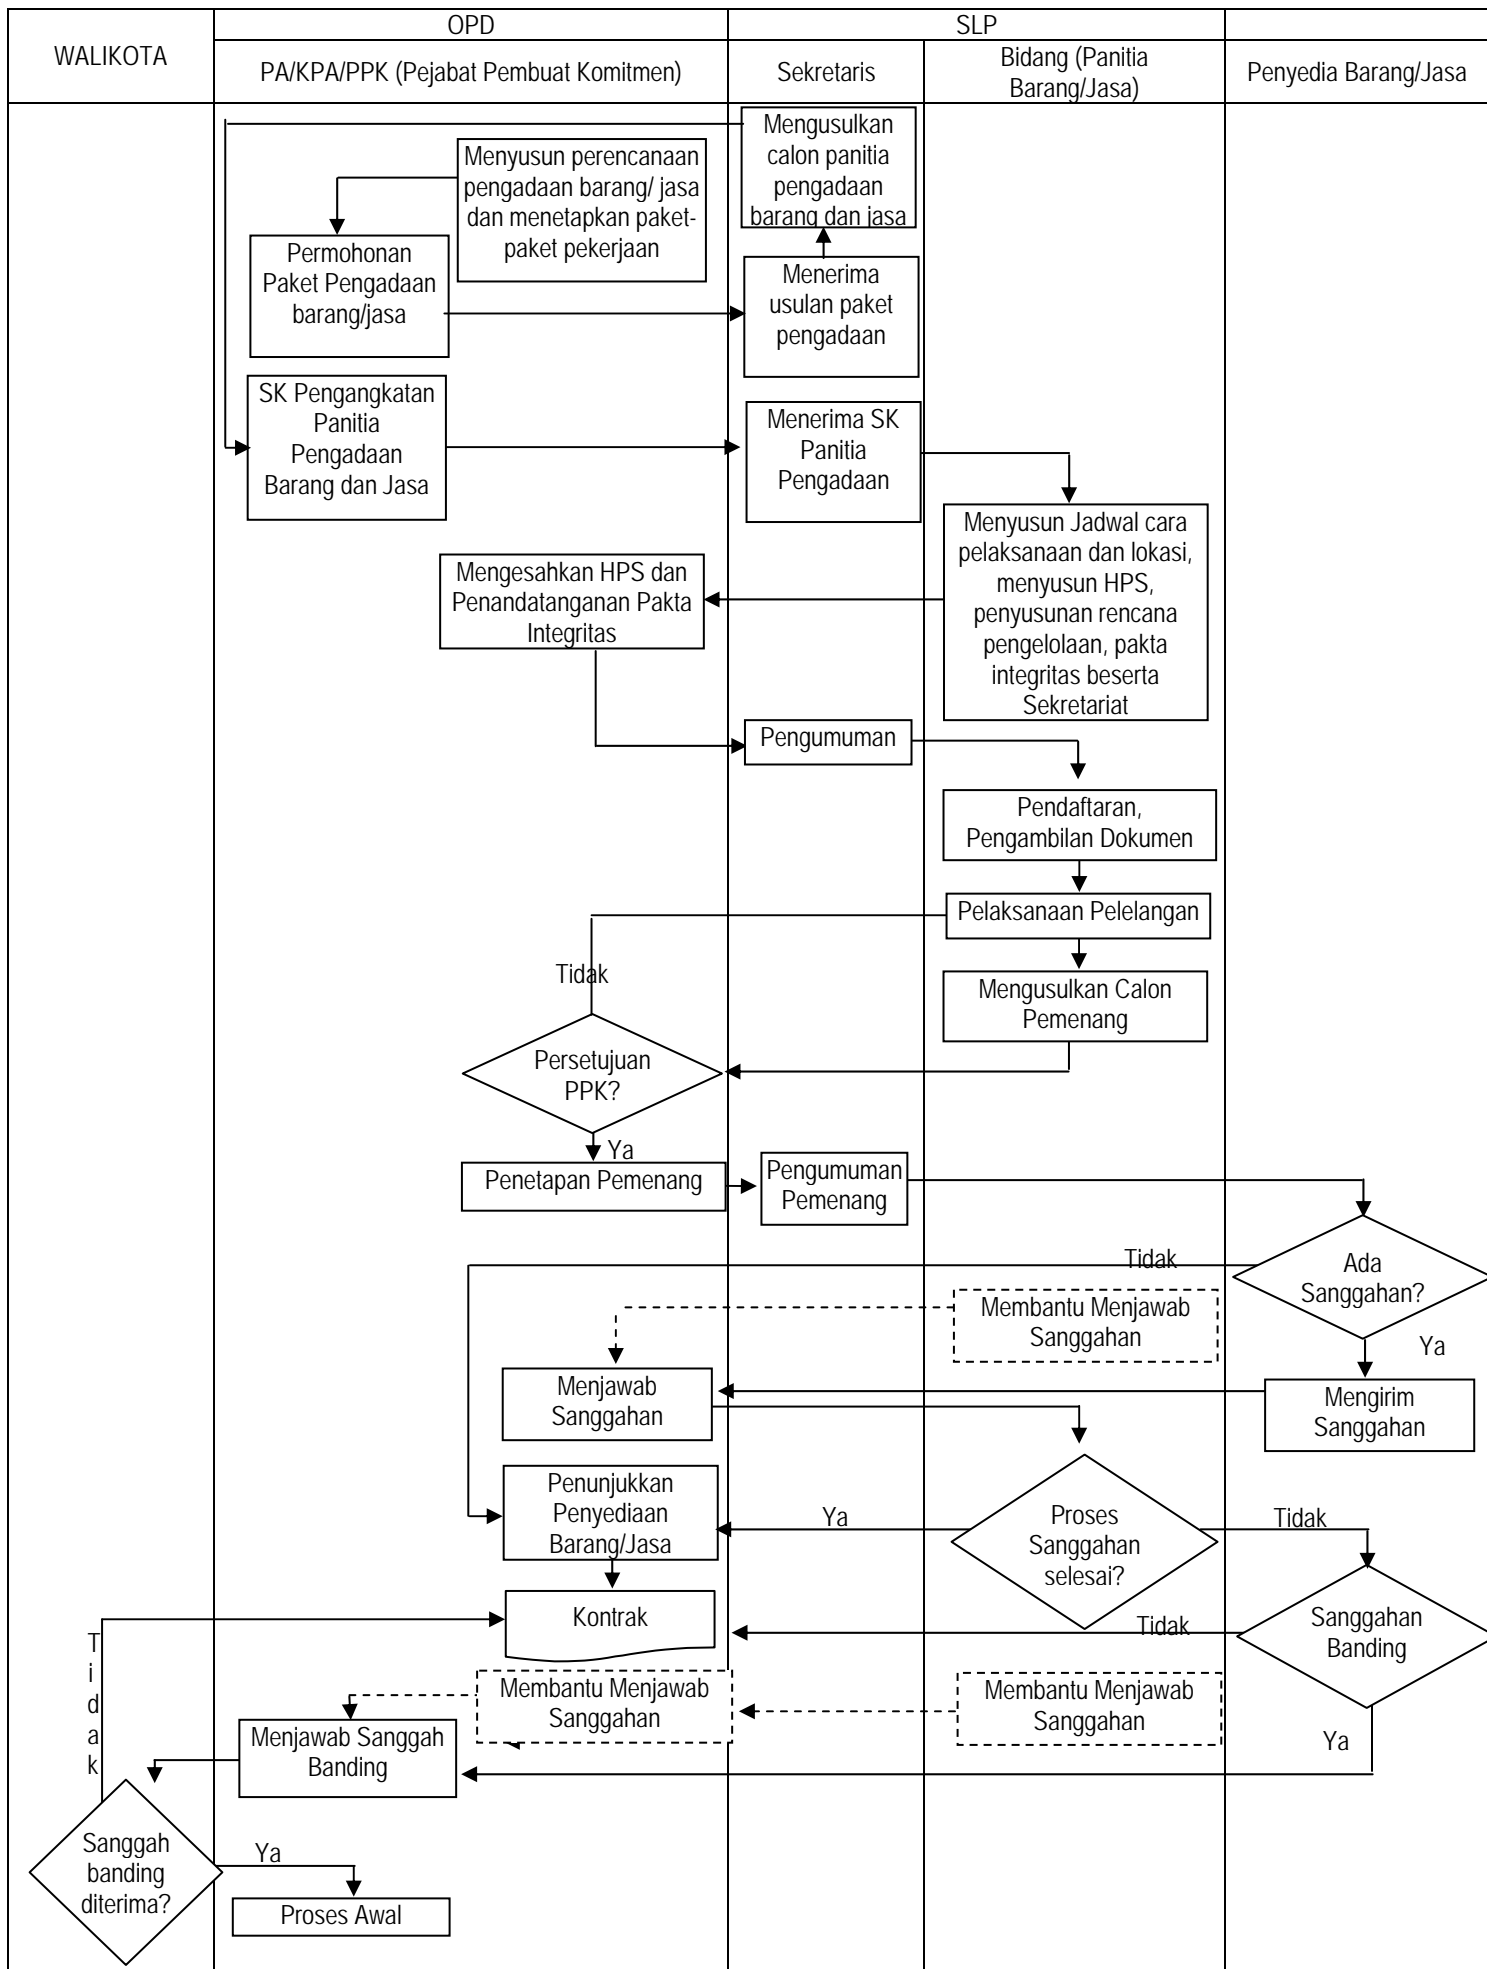 WALIKOTA
OPD
SLP
PA/KPA/PPK (Pejabat Pembuat Komitmen)
Sekretaris
Bidang (Panitia
Barang/Jasa)
Penyedia Barang/Jasa
Mengusulkan
calon panitia
pengadaan
barang dan jasa
Menyusun perencanaan
pengadaan barang/ jasa
dan menetapkan paket-
paket pekerjaan
Permohonan
Paket Pengadaan
barang/jasa
Menerima
usulan paket
pengadaan
SK Pengangkatan
Panitia
Pengadaan
Barang dan Jasa
Menerima SK
Panitia
Pengadaan
Menyusun Jadwal cara
pelaksanaan dan lokasi,
menyusun HPS,
penyusunan rencana
pengelolaan, pakta
integritas beserta
Sekretariat
Mengesahkan HPS dan
Penandatanganan Pakta
Integritas
Pengumuman
Pendaftaran,
Pengambilan Dokumen
Pelaksanaan Pelelangan
Tidak
Mengusulkan Calon
Pemenang
Persetujuan
PPK?
Ya
Penetapan Pemenang
Pengumuman
Pemenang
Tidak
Ada
Sanggahan?
Membantu Menjawab
Sanggahan
Ya
Menjawab
Sanggahan
Mengirim
Sanggahan
Penunjukkan
Penyediaan
Barang/Jasa
Ya
Proses
Sanggahan
selesai?
Tidak
Kontrak
Tidak
Sanggahan
Banding
T
i
d
a
k
Membantu Menjawab
Sanggahan
Membantu Menjawab
Sanggahan
Menjawab Sanggah
Banding
Ya
Sanggah
banding
diterima?
Ya
Proses Awal